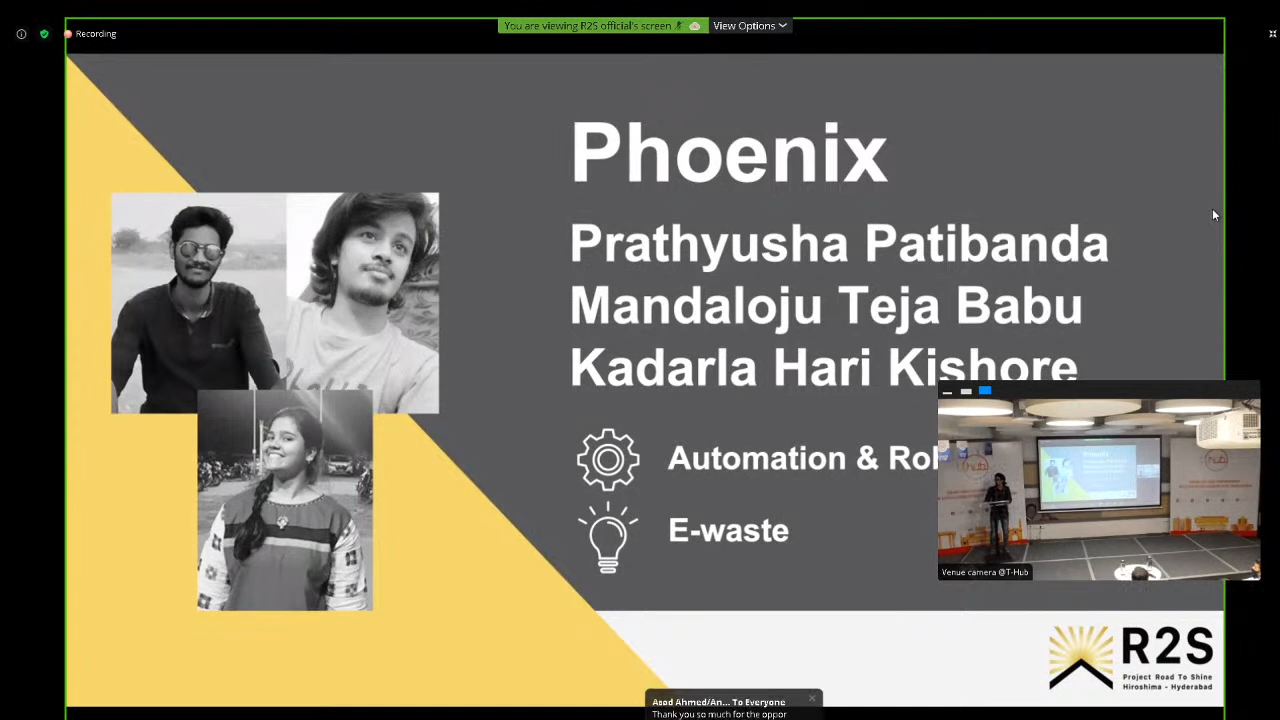 You are viewing R2S official's screen
View Options
Recording
Phoenix
Prathyusha Patibanda
Mandaloju Teja Babu
Kadarla Hari Kishore
Automation & Ro
E-waste
Phoenix
Venue camera @T-Hub
R2S
Project Road To Shine
Hiroshima - Hyderabad
Asad Ahmed/An... To Everyone
Thank you so much for the oppor